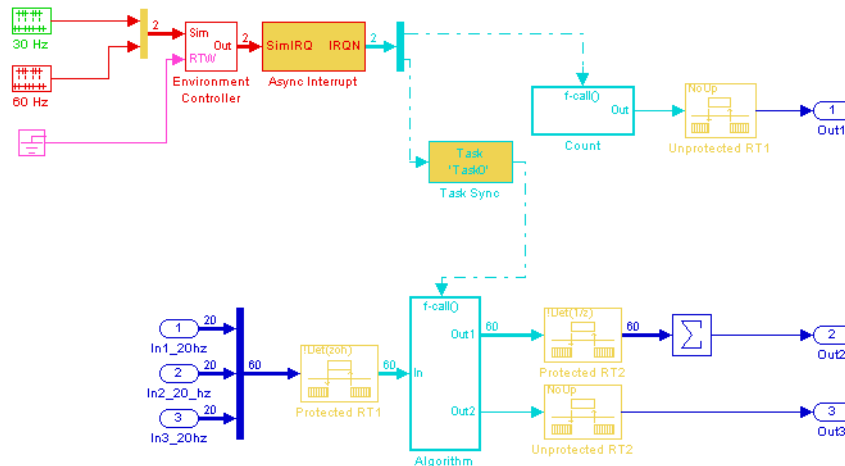 30 Hz
60 Hz
2
Sim
Out
RTW
Environment
Controller
2
SimIRQ IRQN
Async Interrupt
2
f-call()
Out
Count
NoUp
Unprotected RT1
1
Out1
Task
'Task0'
Task Sync
1
In1_20hz
20
2
In2_20_hz
20
3
In3_20hz
20
60
!Det(zoh)
Protected RT1
60
f-call()
In
Out1
Out2
Algorithm
60
!Det(1/z)
Protected RT2
60
Σ
2
Out2
NoUp
Unprotected RT2
3
Out3